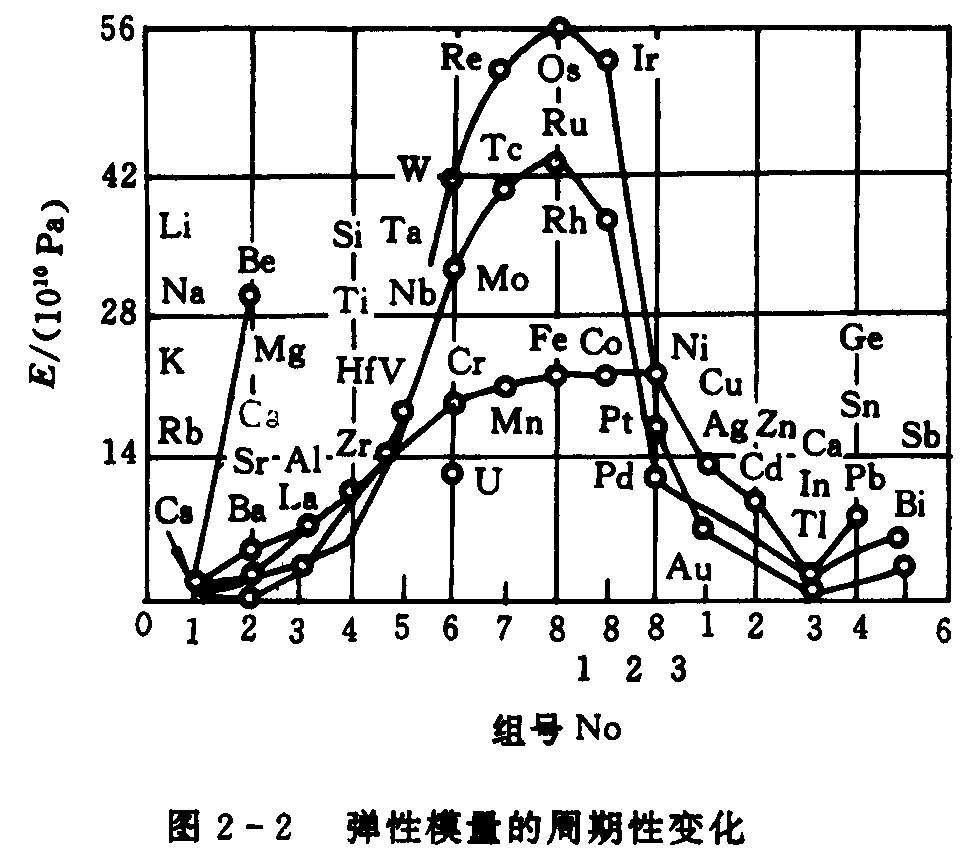 56
Re
Os
Ir
Ru
Tc
42
W
Li
Si
Ta
Rh
Be
Na
Ti
Nb
Mo
28
E/(10¹⁰ Pa)
Mg
K
HfV
Cr
Fe
Co
Ni
Ge
Ca
Cu
Mn
Rb
Zr
Pt
Ag
Zn
Ca
Sn
Sb
14
Sr
Al
U
Pd
Cd
In
Pb
Cs
Ba
La
Tl
Bi
Au
0 1 2 3 4 5 6 7 8 8 8 1 2 3 4 6
1 2 3
组号 No
图 2-2 弹性模量的周期性变化